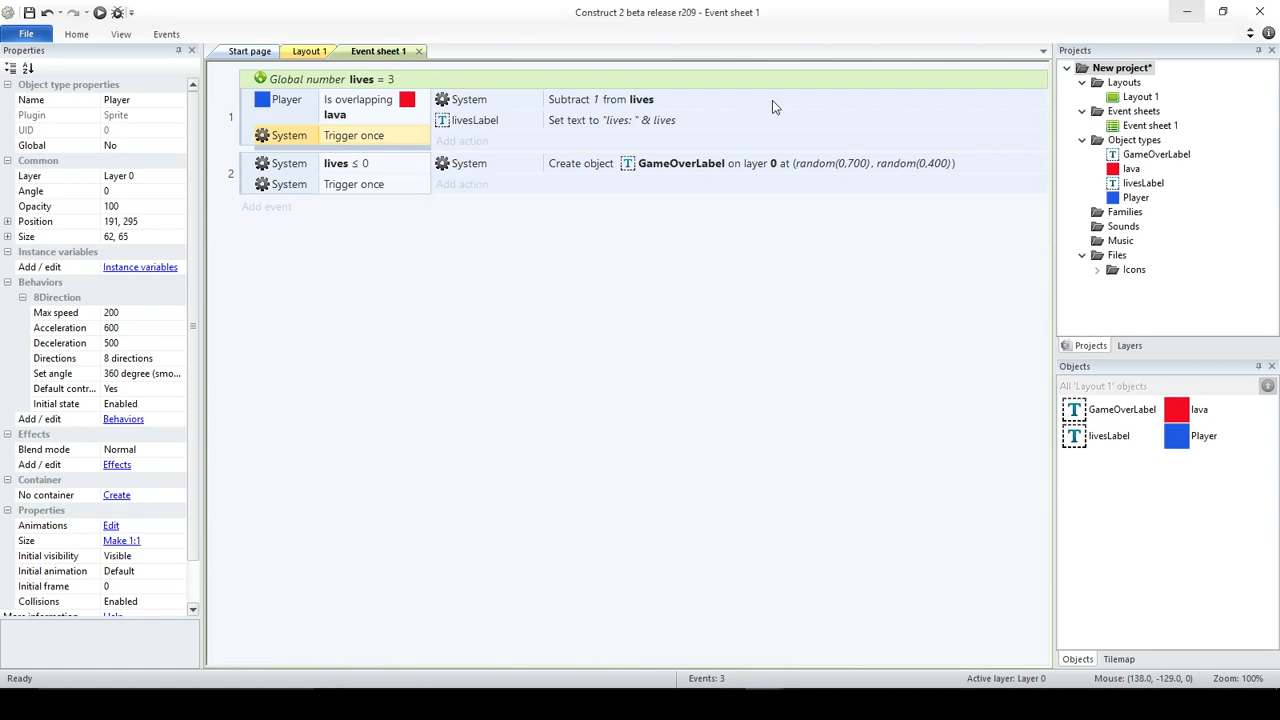 Construct 2 beta release r209 - Event sheet 1
File Home View Events
Properties
Start page Layout 1 Event sheet 1
Projects
Object type properties
Name Player
Plugin Sprite
UID 0
Global No
Common
Layer Layer 0
Angle 0
Opacity 100
Position 191, 295
Size 62, 65
Instance variables
Add / edit Instance variables
Behaviors
8Direction
Max speed 200
Acceleration 600
Deceleration 500
Directions 8 directions
Set angle 360 degree (smo...
Default contr... Yes
Initial state Enabled
Add / edit Behaviors
Effects
Blend mode Normal
Add / edit Effects
Container
No container Create
Properties
Animations Edit
Size Make 1:1
Initial visibility Visible
Initial animation Default
Initial frame 0
Collisions Enabled
More information Help
Global number lives = 3
1
Player Is overlapping lava
System Subtract 1 from lives
T livesLabel Set text to "lives: " & lives
System Trigger once
Add action
2
System lives ≤ 0
System Create object T GameOverLabel on layer 0 at (random(0,700), random(0,400))
System Trigger once
Add action
Add event
New project*
Layouts
Layout 1
Event sheets
Event sheet 1
Object types
T GameOverLabel
lava
T livesLabel
Player
Families
Sounds
Music
Files
Icons
Projects Layers
Objects
All 'Layout 1' objects
T GameOverLabel lava
T livesLabel Player
Objects Tilemap
Ready Events: 3 Active layer: Layer 0 Mouse: (138.0, -129.0, 0) Zoom: 100%